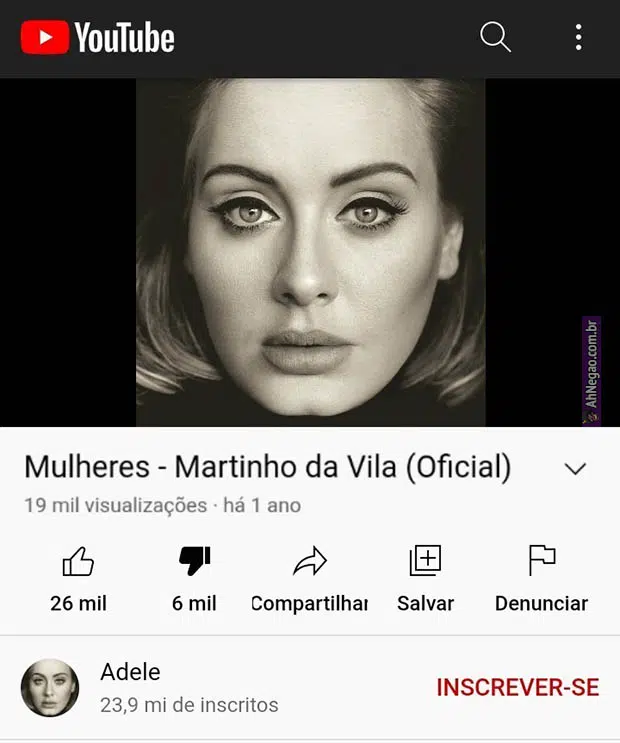 YouTube
AhNegao.com.br
Mulheres - Martinho da Vila (Oficial)
19 mil visualizações · há 1 ano
26 mil 6 mil Compartilhar Salvar Denunciar
Adele
23,9 mi de inscritos
INSCREVER-SE